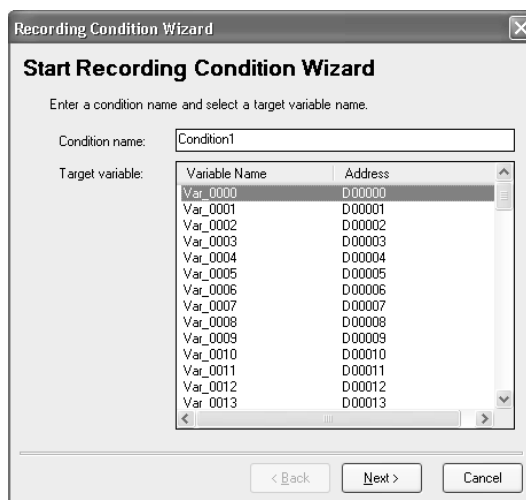 Recording Condition Wizard
Start Recording Condition Wizard
Enter a condition name and select a target variable name.
Condition name: Condition1
Target variable: Variable Name Address
Var_0000 D00000
Var_0001 D00001
Var_0002 D00002
Var_0003 D00003
Var_0004 D00004
Var_0005 D00005
Var_0006 D00006
Var_0007 D00007
Var_0008 D00008
Var_0009 D00009
Var_0010 D00010
Var_0011 D00011
Var_0012 D00012
Var_0013 D00013
< Back Next > Cancel